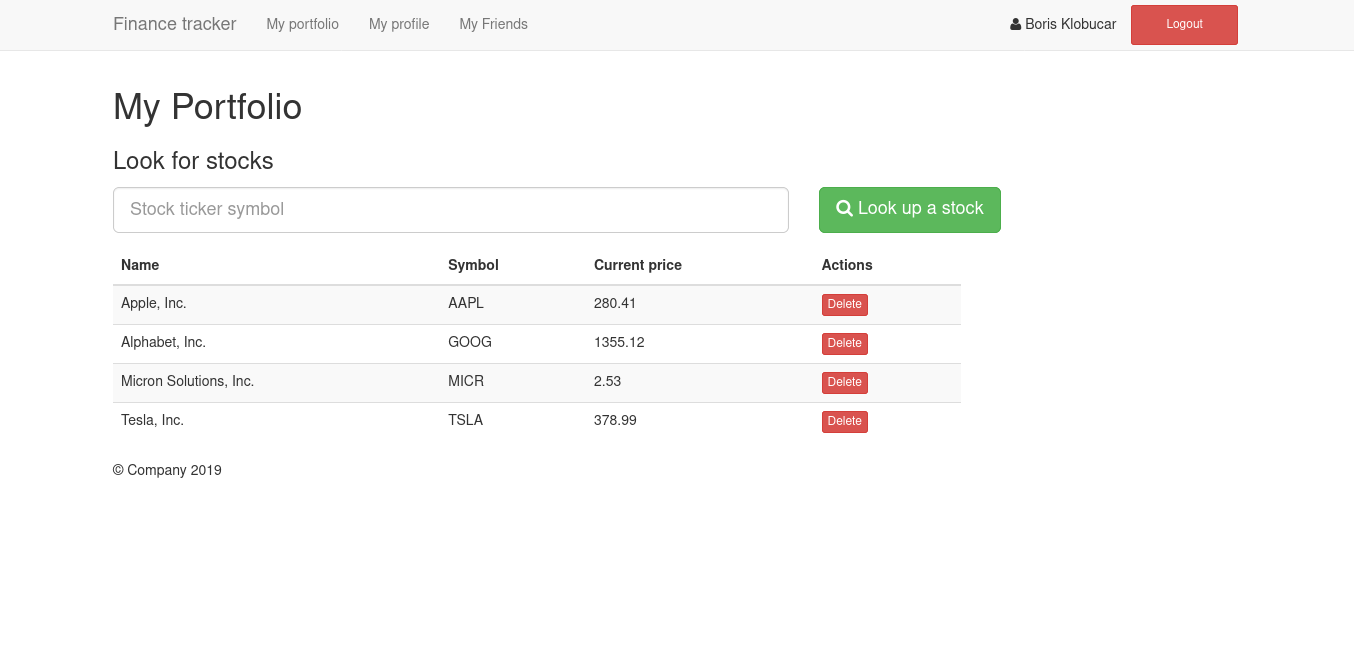 Finance tracker My portfolio My profile My Friends Boris Klobucar Logout
My Portfolio
Look for stocks
Stock ticker symbol Look up a stock
Name Symbol Current price Actions
Apple, Inc. AAPL 280.41 Delete
Alphabet, Inc. GOOG 1355.12 Delete
Micron Solutions, Inc. MICR 2.53 Delete
Tesla, Inc. TSLA 378.99 Delete
© Company 2019